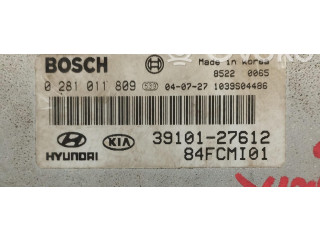 BOSCH Made in Korea
8522 0065
0 281 011 809 04-07-27 1039S04486
HYUNDAI KIA 39101-27612
84FCMI01